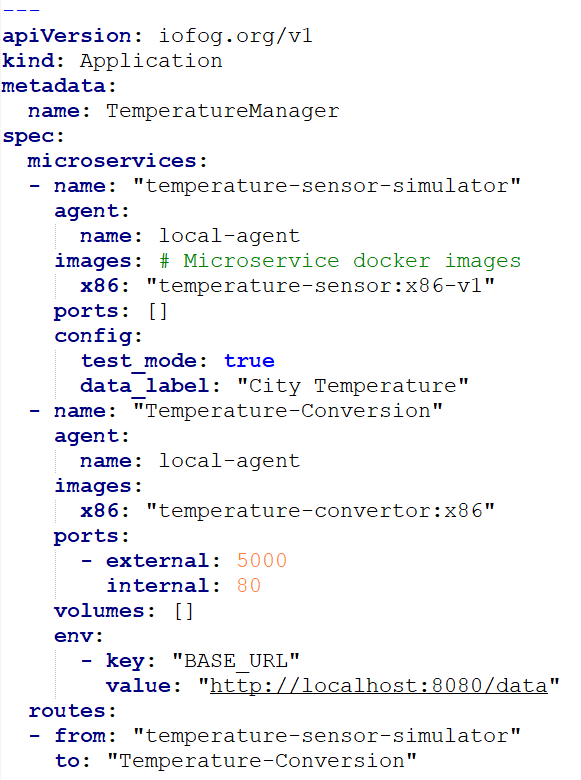 ---
apiVersion: iofog.org/v1
kind: Application
metadata:
  name: TemperatureManager
spec:
  microservices:
  - name: "temperature-sensor-simulator"
    agent:
      name: local-agent
    images: # Microservice docker images
      x86: "temperature-sensor:x86-v1"
    ports: []
    config:
      test_mode: true
      data_label: "City Temperature"
  - name: "Temperature-Conversion"
    agent:
      name: local-agent
    images:
      x86: "temperature-convertor:x86"
    ports:
      - external: 5000
        internal: 80
    volumes: []
    env:
      - key: "BASE_URL"
        value: "http://localhost:8080/data"
  routes:
  - from: "temperature-sensor-simulator"
    to: "Temperature-Conversion"